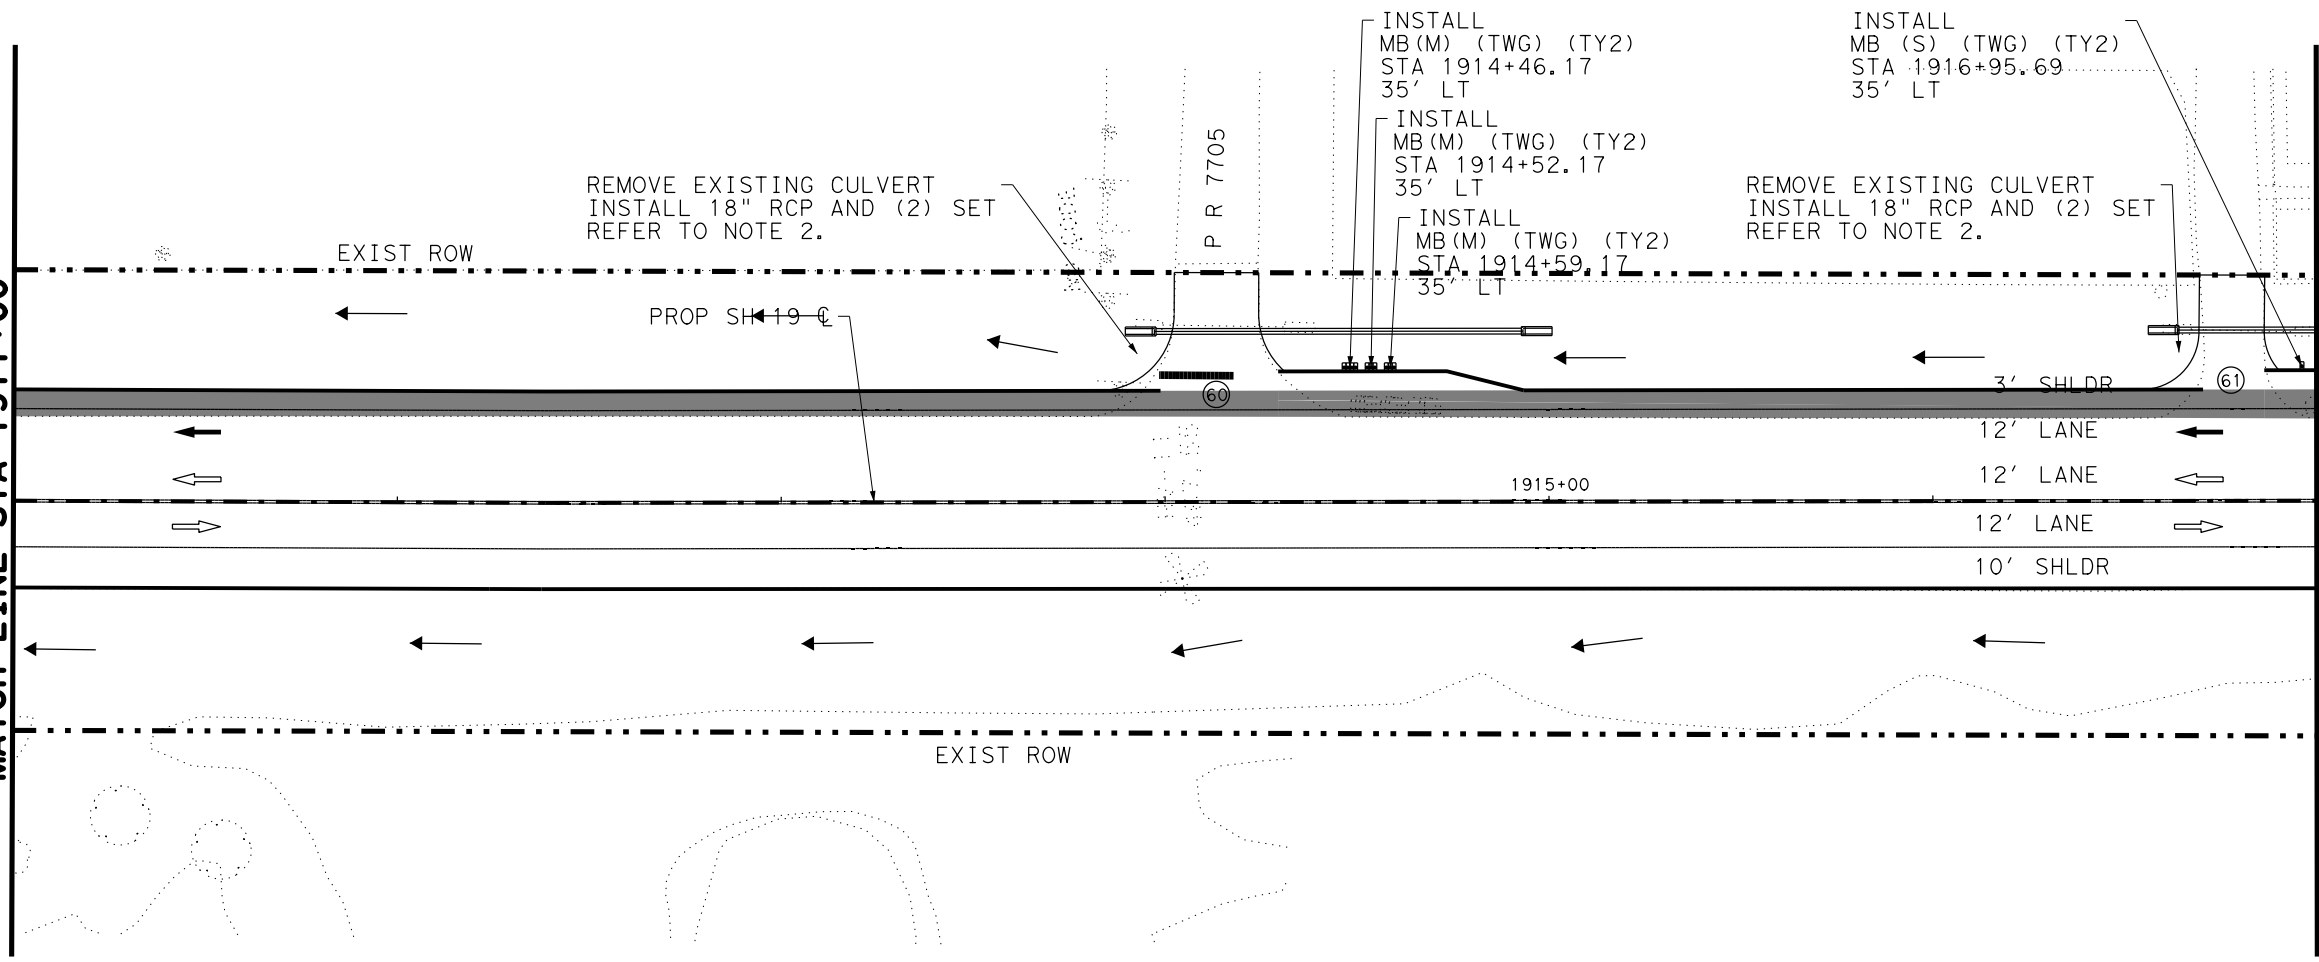 INSTALL
MB(M) (TWG) (TY2)
STA 1914+46.17
35' LT
INSTALL
MB(M) (TWG) (TY2)
STA 1914+52.17
35' LT
INSTALL
MB(M) (TWG) (TY2)
STA 1914+59.17
35' LT
INSTALL
MB (S) (TWG) (TY2)
STA 1916+95.69
35' LT
REMOVE EXISTING CULVERT
INSTALL 18" RCP AND (2) SET
REFER TO NOTE 2.
P R 7705
REMOVE EXISTING CULVERT
INSTALL 18" RCP AND (2) SET
REFER TO NOTE 2.
EXIST ROW
PROP SH 19 ℄
60
61
3' SHLDR
12' LANE
12' LANE
1915+00
12' LANE
10' SHLDR
EXIST ROW